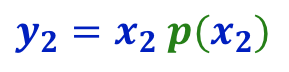 y₂ = x₂ p(x₂)